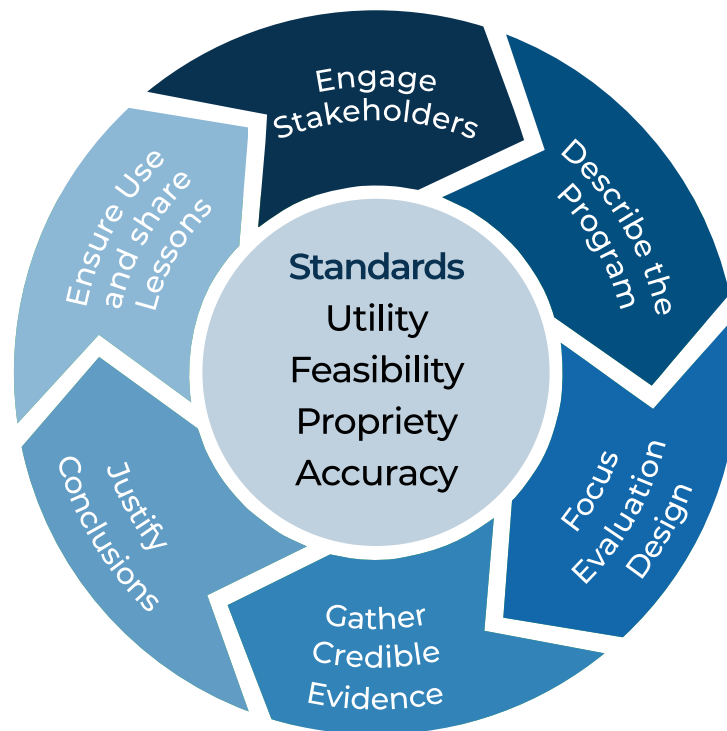 Engage
Stakeholders
Describe the
Program
Focus
Evaluation
Design
Gather
Credible
Evidence
Justify
Conclusions
Ensure Use
and share
Lessons
Standards
Utility
Feasibility
Propriety
Accuracy